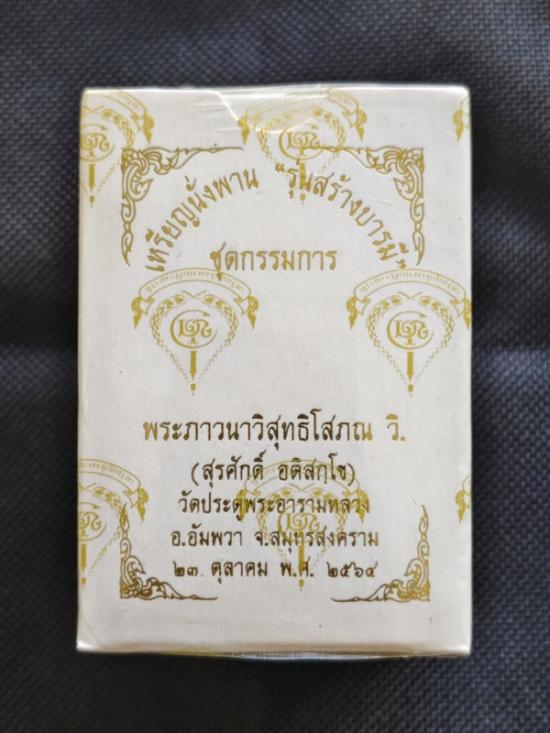 เหรียญนั่งพาน "รุ่นสร้างบารมี"
ชุดกรรมการ
พระภาวนาวิสุทธิโสภณ วิ.
(สุรศักดิ์ อติสกฺโข)
วัดประดู่พระอารามหลวง
อ.อัมพวา จ.สมุทรสงคราม
๒๓ ตุลาคม พ.ศ. ๒๕๖๔